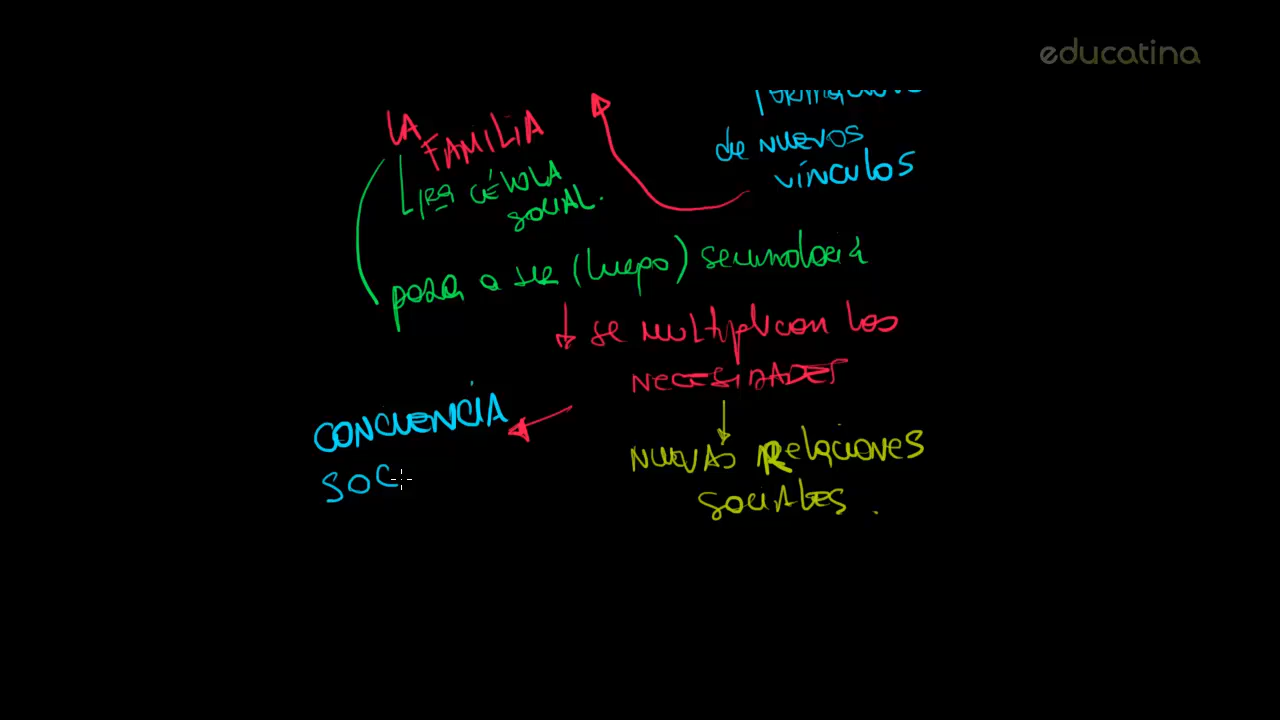 educatina
de NUEVOS
VÍNCULOS
LA
FAMILIA
1RA CÉLULA
SOCIAL.
pasa a ser (luego) secundaria
se multiplican las
NECESIDADES
CONCIENCIA
SOC
NUEVAS Relaciones
SOCIALES.